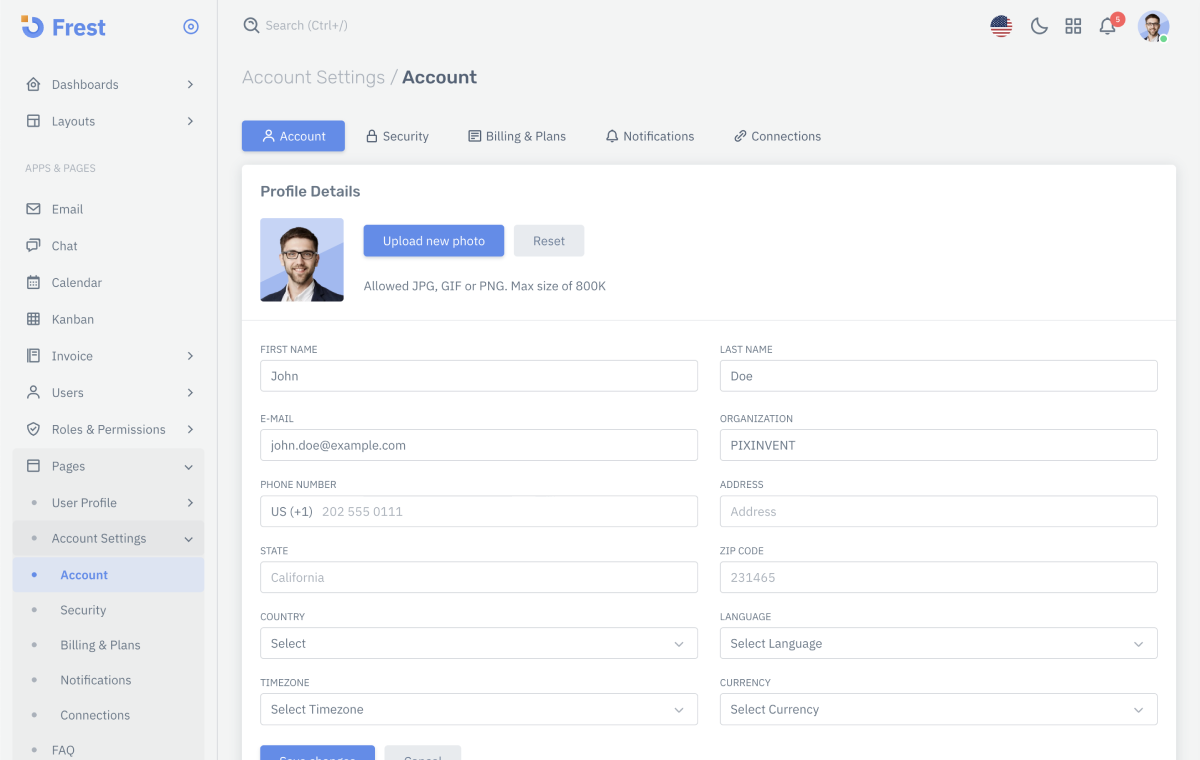 Frest
Search (Ctrl+/)
5
Dashboards
Layouts
APPS & PAGES
Email
Chat
Calendar
Kanban
Invoice
Users
Roles & Permissions
Pages
User Profile
Account Settings
Account
Security
Billing & Plans
Notifications
Connections
FAQ
Account Settings / Account
Account Security Billing & Plans Notifications Connections
Profile Details
Upload new photo Reset
Allowed JPG, GIF or PNG. Max size of 800K
FIRST NAME LAST NAME
John Doe
E-MAIL ORGANIZATION
john.doe@example.com PIXINVENT
PHONE NUMBER ADDRESS
US (+1) 202 555 0111 Address
STATE ZIP CODE
California 231465
COUNTRY LANGUAGE
Select Select Language
TIMEZONE CURRENCY
Select Timezone Select Currency
Save changes Cancel